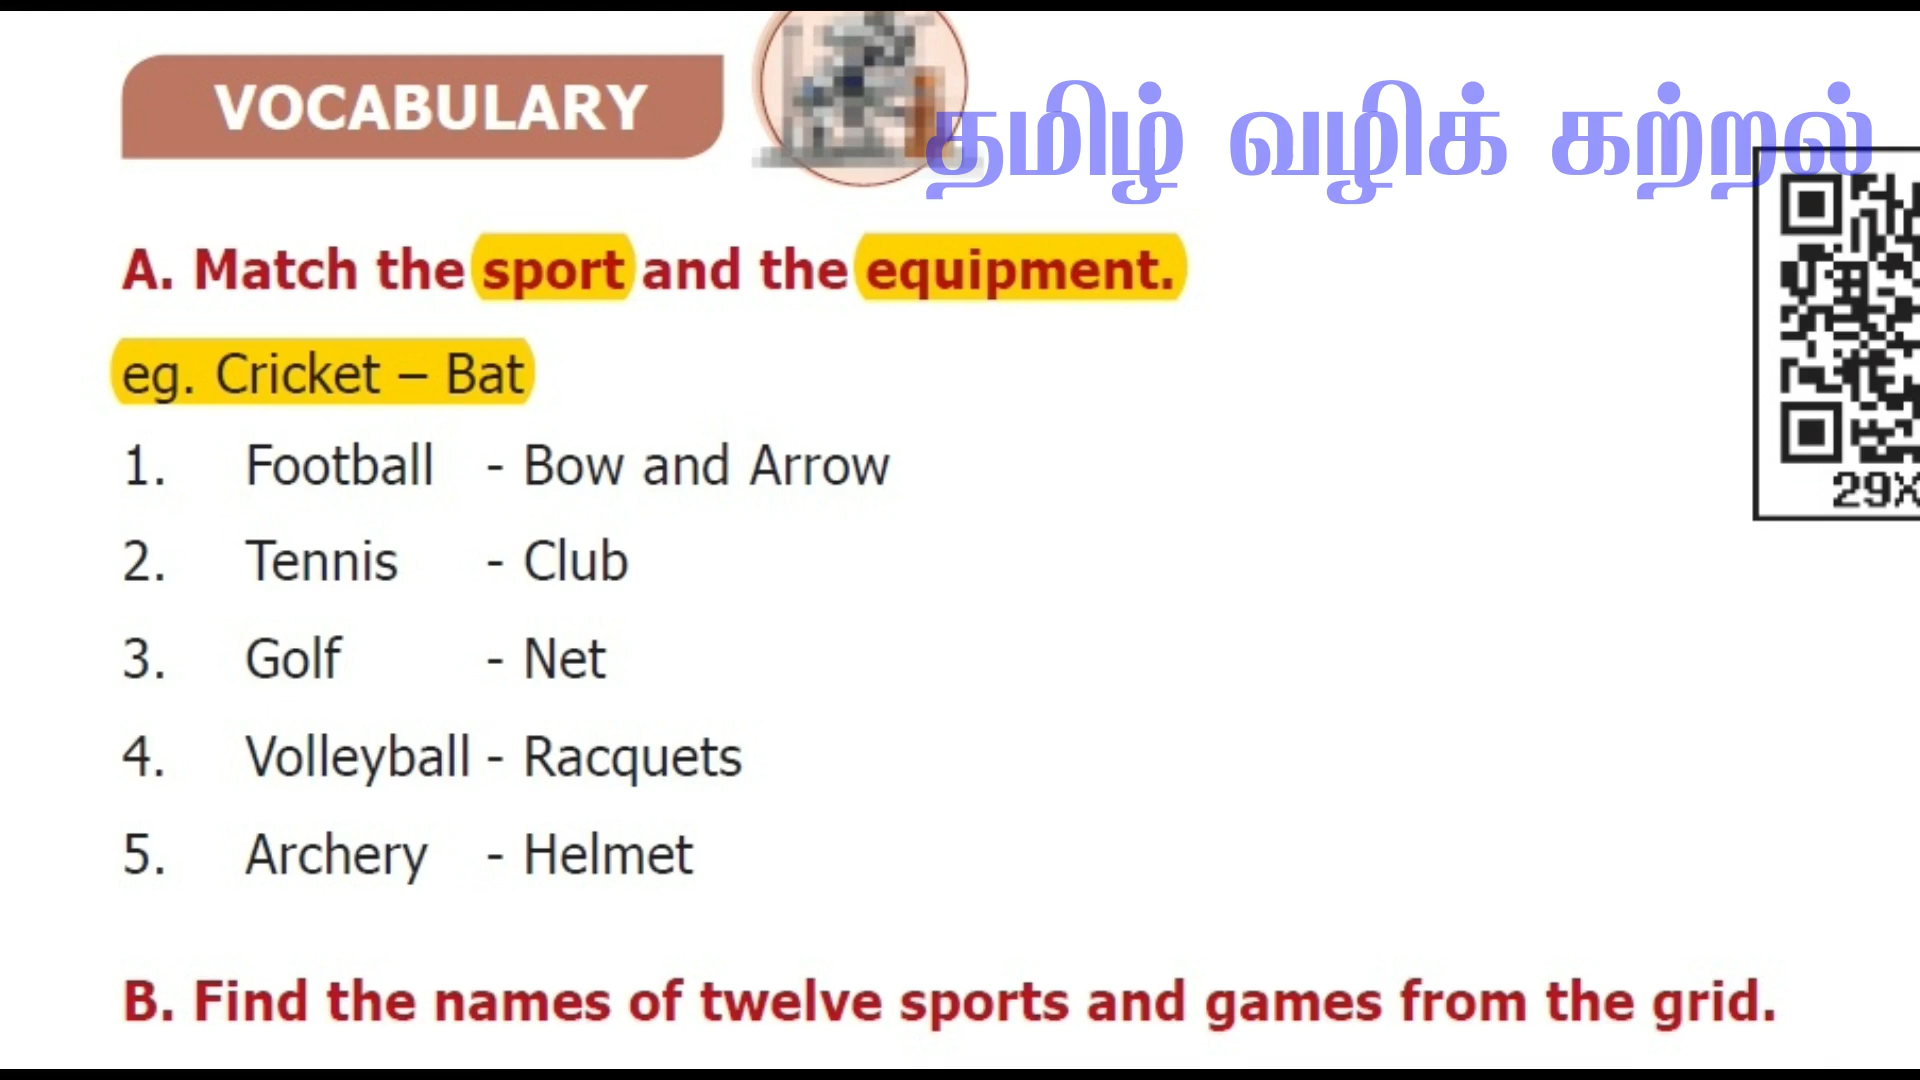 VOCABULARY
தமிழ் வழிக் கற்றல்
A. Match the sport and the equipment.
eg. Cricket – Bat
1. Football - Bow and Arrow
2. Tennis - Club
3. Golf - Net
4. Volleyball - Racquets
5. Archery - Helmet
B. Find the names of twelve sports and games from the grid.